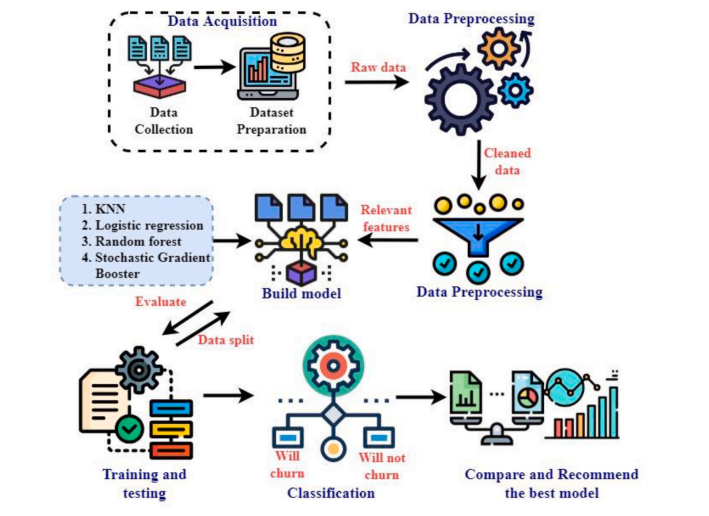 Data Acquisition
Data Preprocessing
Raw data
Data
Collection
Dataset
Preparation
Cleaned
data
1. KNN
2. Logistic regression
3. Random forest
4. Stochastic Gradient
Booster
Relevant
features
Build model
Data Preprocessing
Evaluate
Data split
Will
churn
Will not
churn
Training and
testing
Classification
Compare and Recommend
the best model